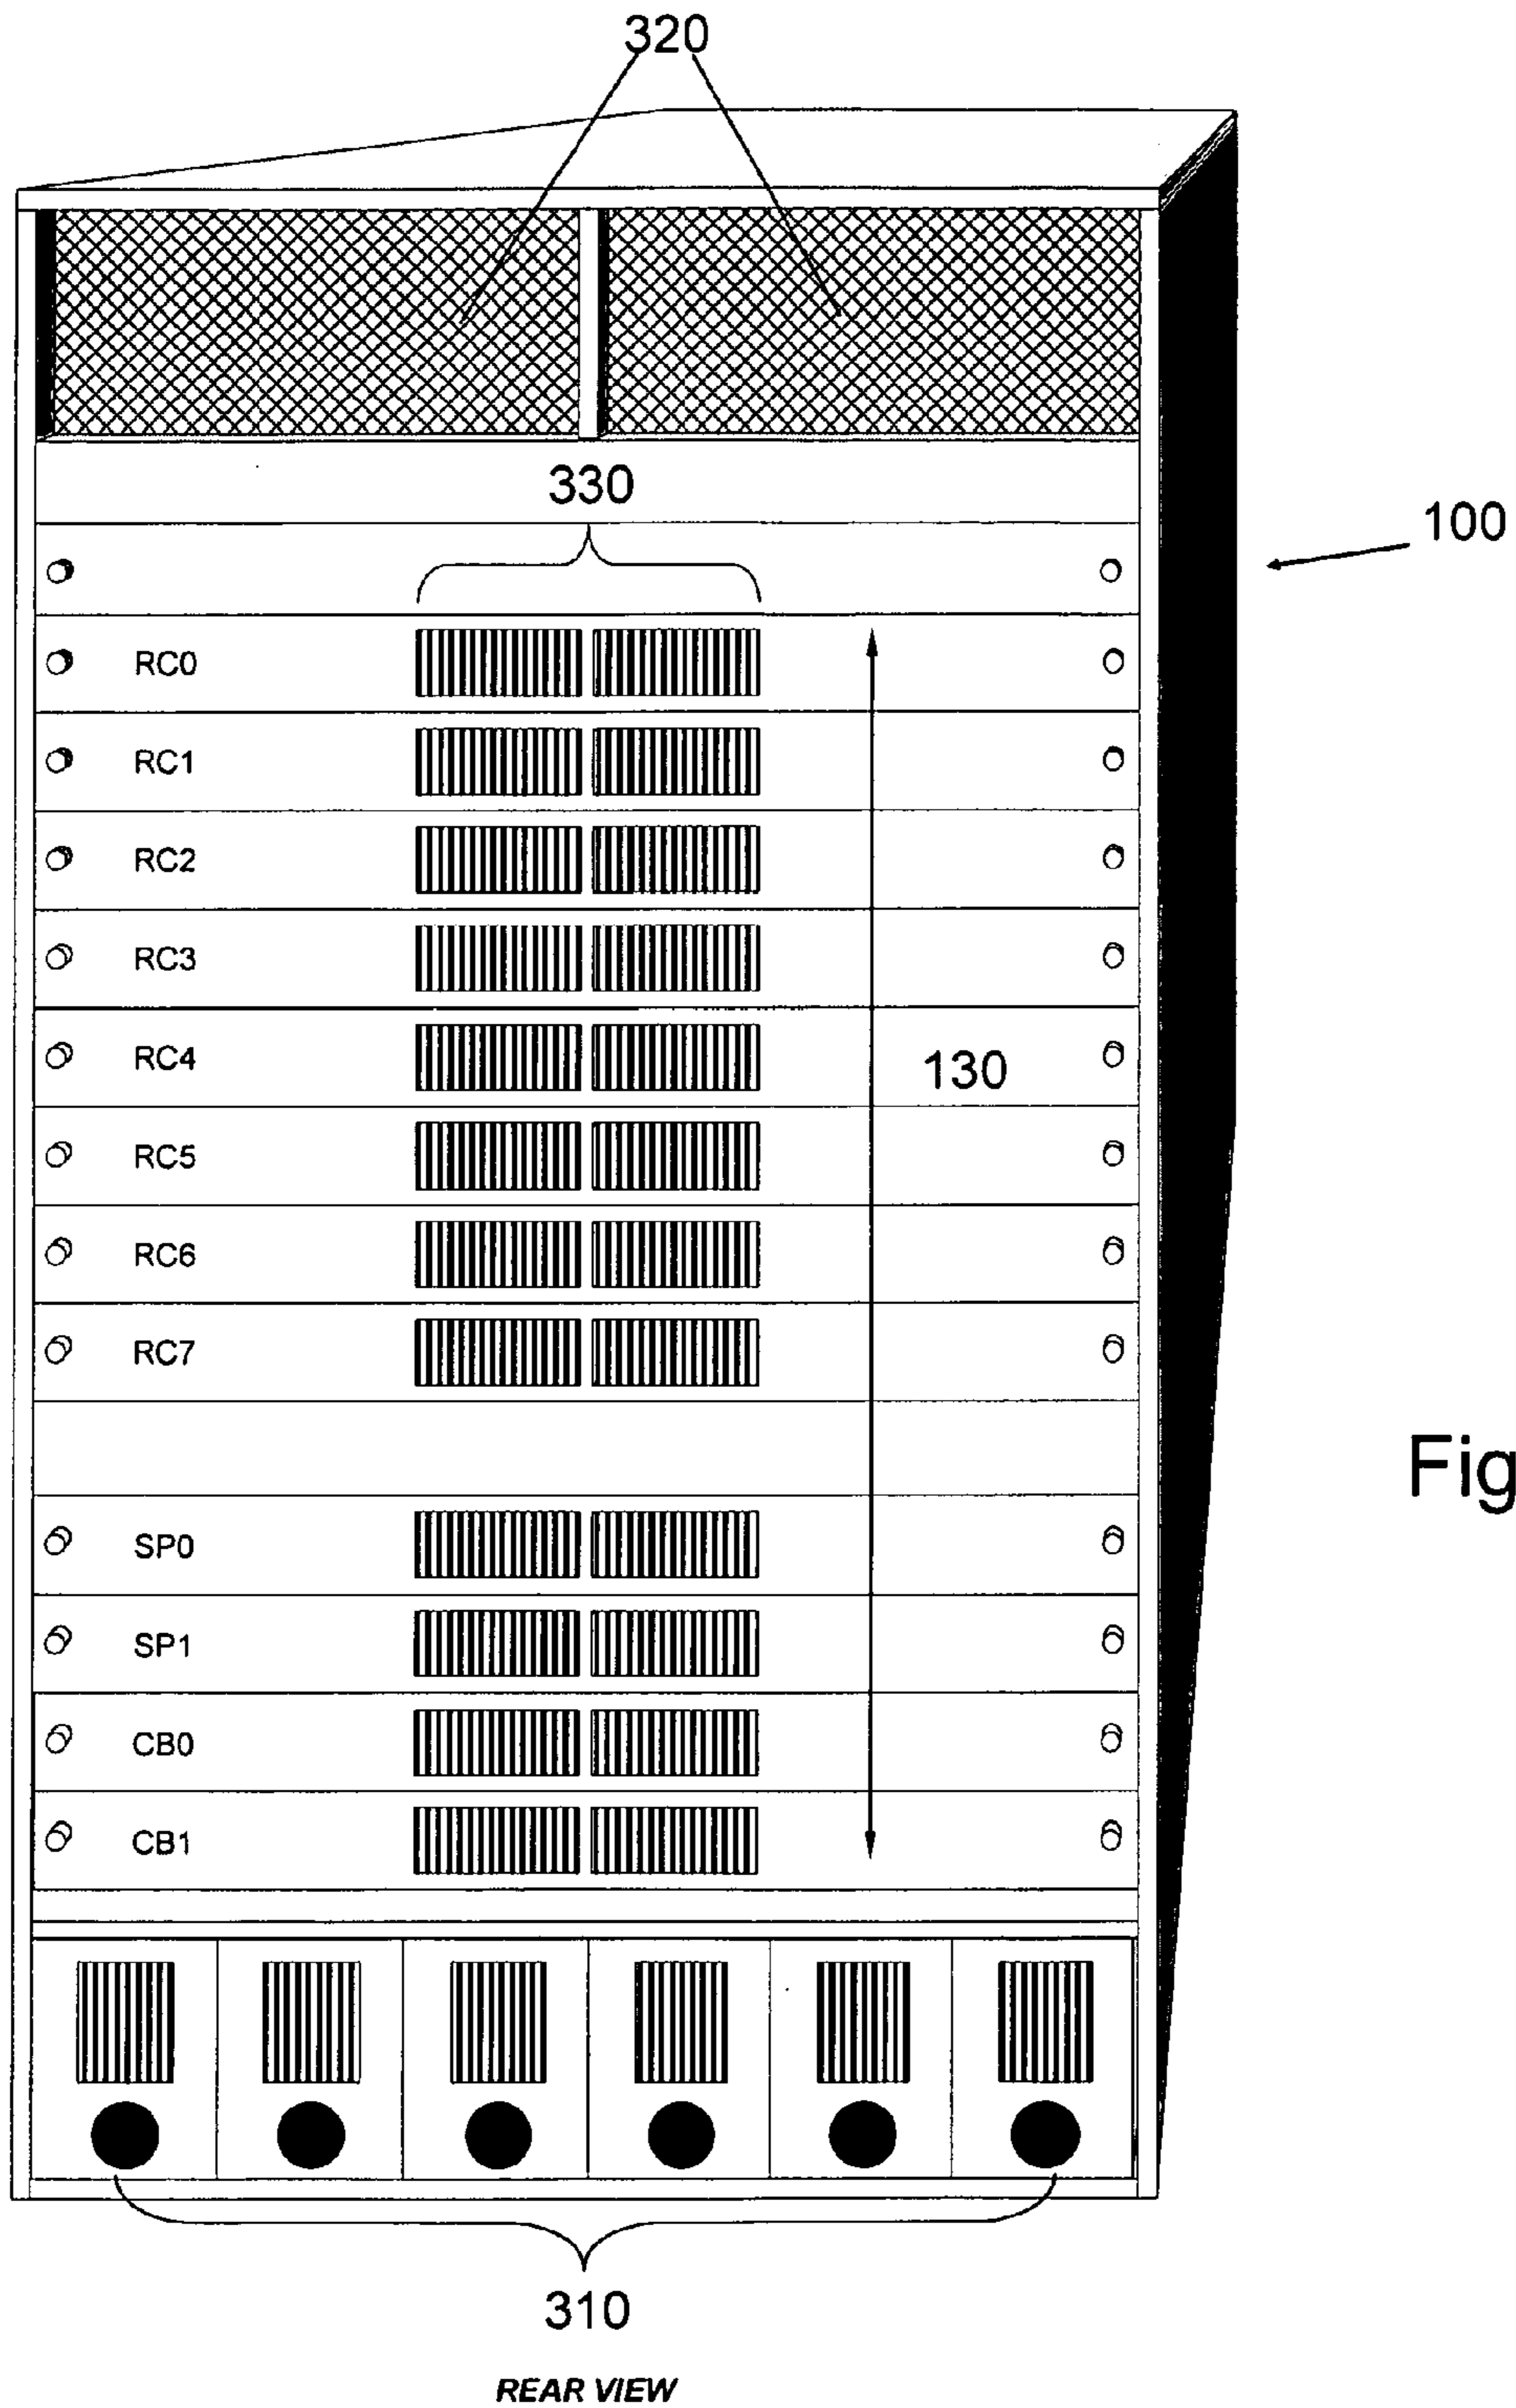 320
330
100
RC0
RC1
RC2
RC3
RC4
130
RC5
RC6
RC7
Fig
SP0
SP1
CB0
CB1
310
REAR VIEW